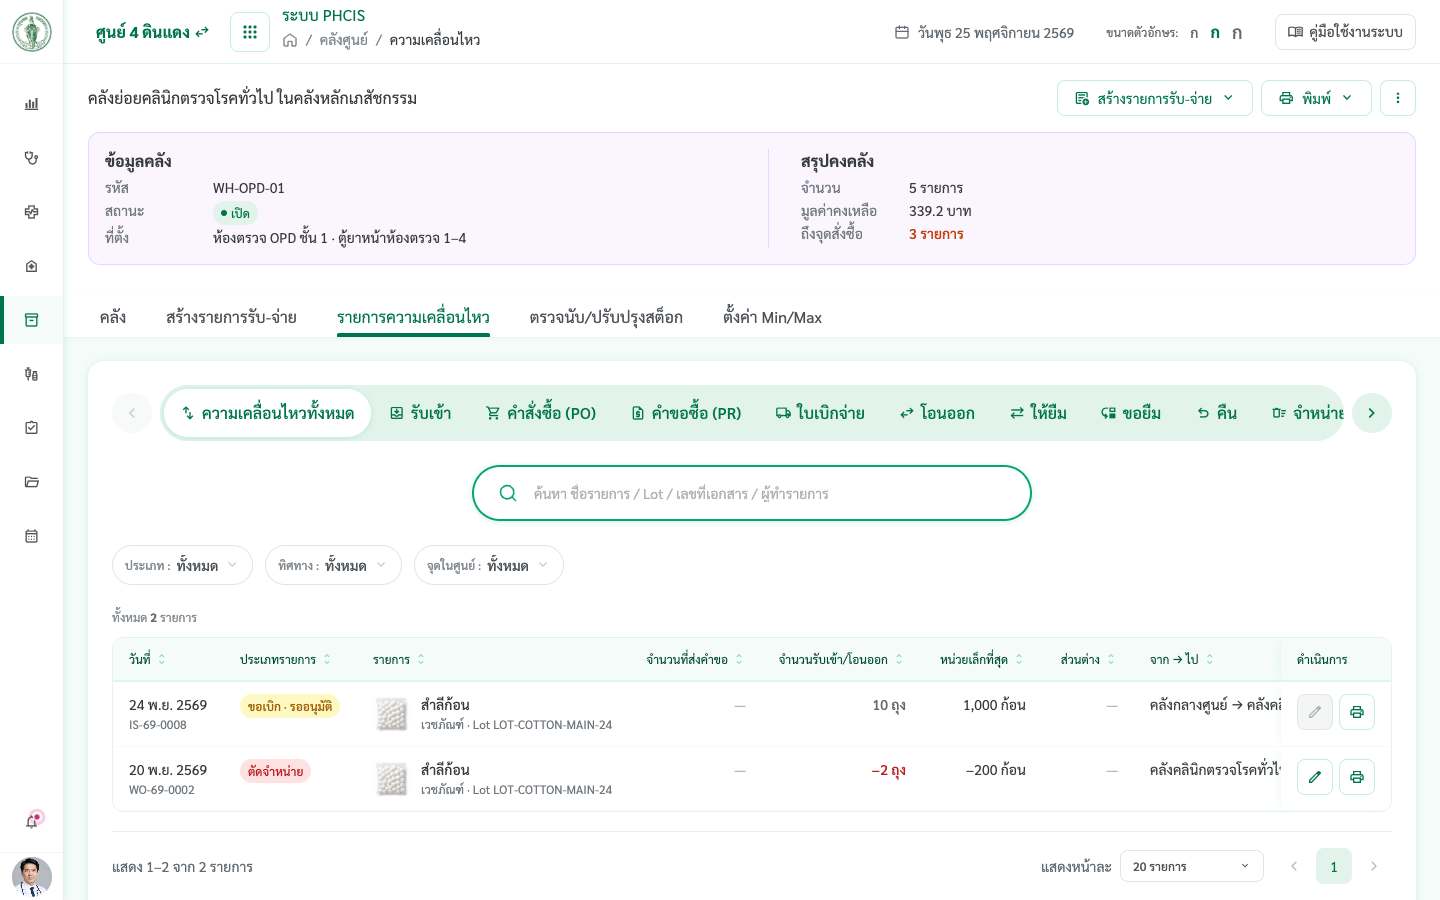 ศูนย์ 4 ดินแดง
ระบบ PHCIS
/ คลังศูนย์ / ความเคลื่อนไหว
วันพุธ 25 พฤศจิกายน 2569
ขนาดตัวอักษร: ก ก ก
คู่มือใช้งานระบบ
คลังย่อยคลินิกตรวจโรคทั่วไป ในคลังหลักเภสัชกรรม
สร้างรายการรับ-จ่าย
พิมพ์
ข้อมูลคลัง
รหัส WH-OPD-01
สถานะ เปิด
ที่ตั้ง ห้องตรวจ OPD ชั้น 1 · ตู้ยาหน้าห้องตรวจ 1–4
สรุปคงคลัง
จำนวน 5 รายการ
มูลค่าคงเหลือ 339.2 บาท
ถึงจุดสั่งซื้อ 3 รายการ
คลัง สร้างรายการรับ-จ่าย รายการความเคลื่อนไหว ตรวจนับ/ปรับปรุงสต็อก ตั้งค่า Min/Max
ความเคลื่อนไหวทั้งหมด รับเข้า คำสั่งซื้อ (PO) คำขอซื้อ (PR) ใบเบิกจ่าย โอนออก ให้ยืม ขอยืม คืน จำหน่าย
ค้นหา ชื่อรายการ / Lot / เลขที่เอกสาร / ผู้ทำรายการ
ประเภท : ทั้งหมด ทิศทาง : ทั้งหมด จุดในศูนย์ : ทั้งหมด
ทั้งหมด 2 รายการ
วันที่ ประเภทรายการ รายการ จำนวนที่ส่งคำขอ จำนวนรับเข้า/โอนออก หน่วยเล็กที่สุด ส่วนต่าง จาก → ไป ดำเนินการ
24 พ.ย. 2569 ขอเบิก · รออนุมัติ สำลีก้อน — 10 ถุง 1,000 ก้อน — คลังกลางศูนย์ → คลังคลิ
IS-69-0008 เวชภัณฑ์ · Lot LOT-COTTON-MAIN-24
20 พ.ย. 2569 ตัดจำหน่าย สำลีก้อน — –2 ถุง –200 ก้อน — คลังคลินิกตรวจโรคทั่ว
WO-69-0002 เวชภัณฑ์ · Lot LOT-COTTON-MAIN-24
แสดง 1–2 จาก 2 รายการ
แสดงหน้าละ 20 รายการ 1